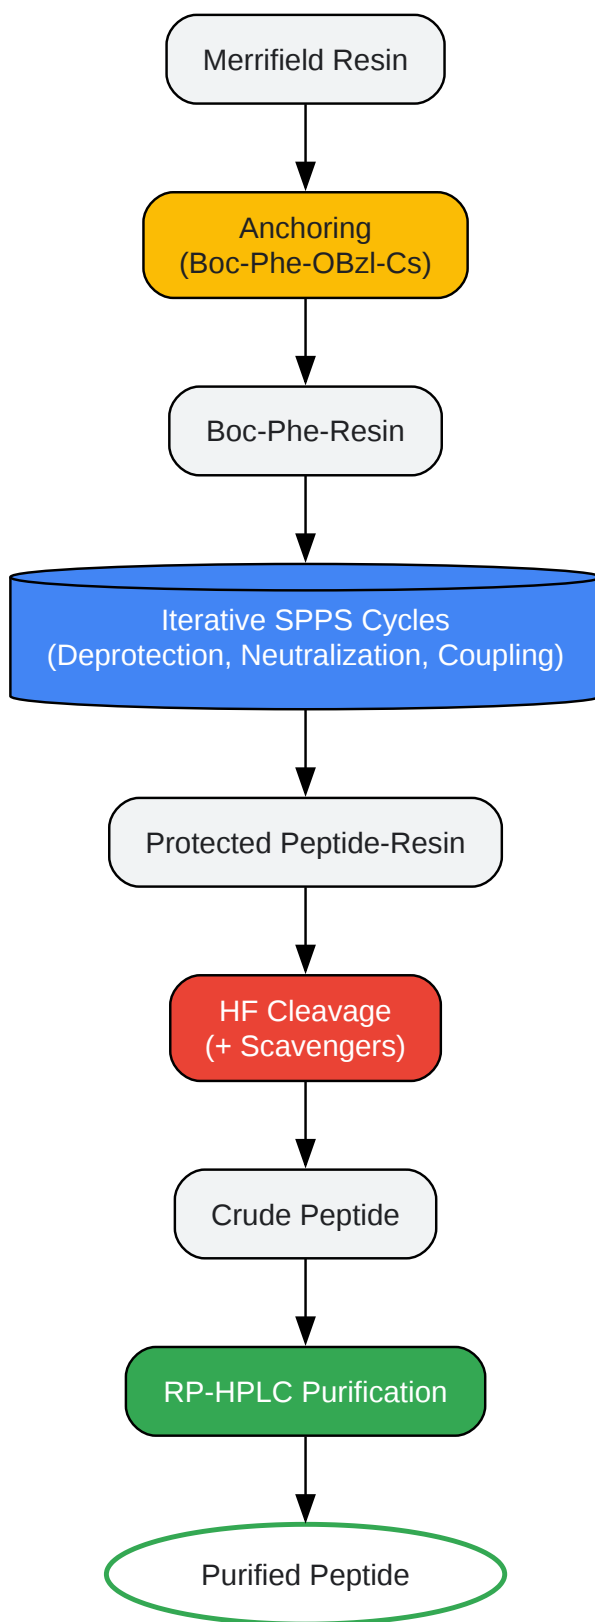 Merrifield Resin
Anchoring
(Boc-Phe-OBzl-Cs)
Boc-Phe-Resin
Iterative SPPS Cycles
(Deprotection, Neutralization, Coupling)
Protected Peptide-Resin
HF Cleavage
(+ Scavengers)
Crude Peptide
RP-HPLC Purification
Purified Peptide